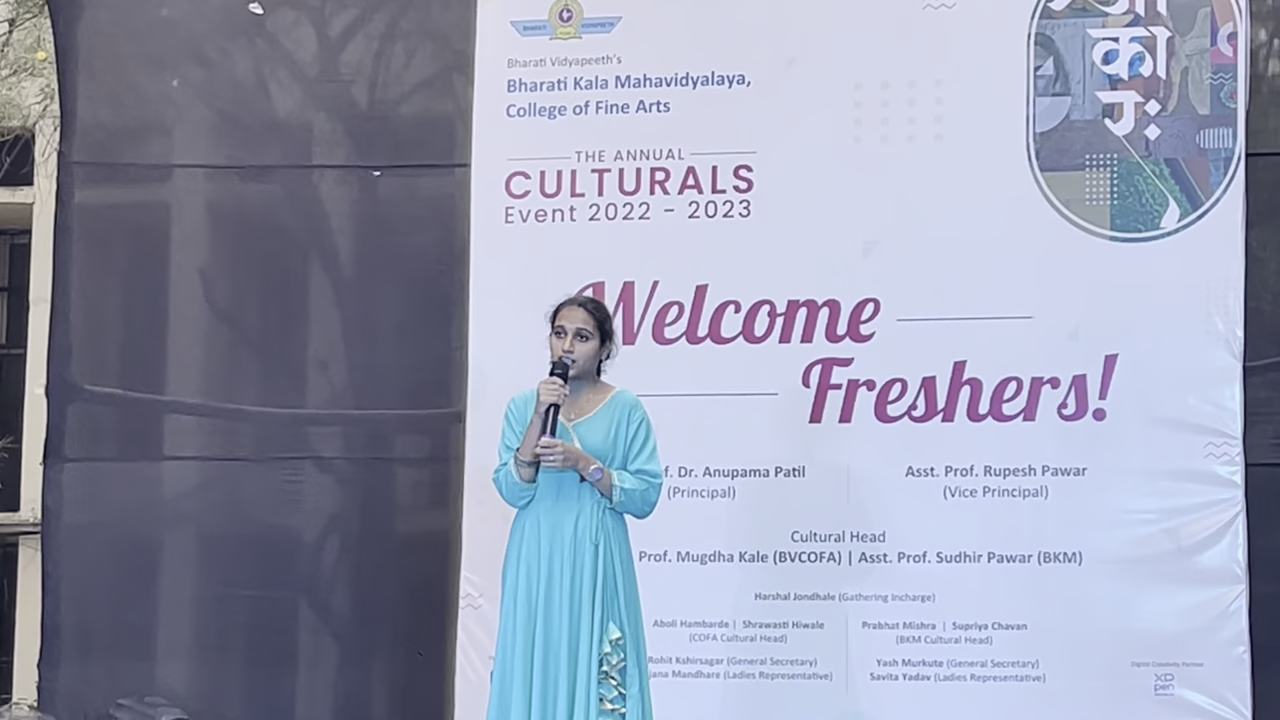 BHARATI VIDYAPEETH
Bharati Vidyapeeth's
Bharati Kala Mahavidyalaya,
College of Fine Arts
THE ANNUAL
CULTURALS
Event 2022 - 2023
का
रः
Welcome
Freshers!
Dr. Anupama Patil
(Principal)
Asst. Prof. Rupesh Pawar
(Vice Principal)
Cultural Head
Prof. Mugdha Kale (BVCOFA) | Asst. Prof. Sudhir Pawar (BKM)
Harshal Jondhale (Gathering Incharge)
Aboli Hambarde | Shrawasti Hiwale
(COFA Cultural Head)
Prabhat Mishra | Supriya Chavan
(BKM Cultural Head)
Rohit Kshirsagar (General Secretary)
Mandhare (Ladies Representative)
Yash Murkute (General Secretary)
Savita Yadav (Ladies Representative)
Digital Creativity Partner
XP
pen